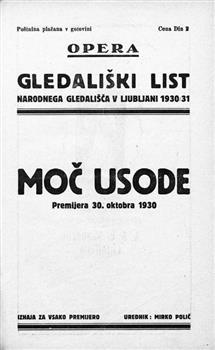 Poštnina plačana v gotovini Cena Din 2
OPERA
GLEDALIŠKI LIST
NARODNEGA GLEDALIŠČA V LJUBLJANI 1930-31
MOČ USODE
Premijera 30. oktobra 1930
IZHAJA ZA VSAKO PREMIJERO UREDNIK: MIRKO POLIČ